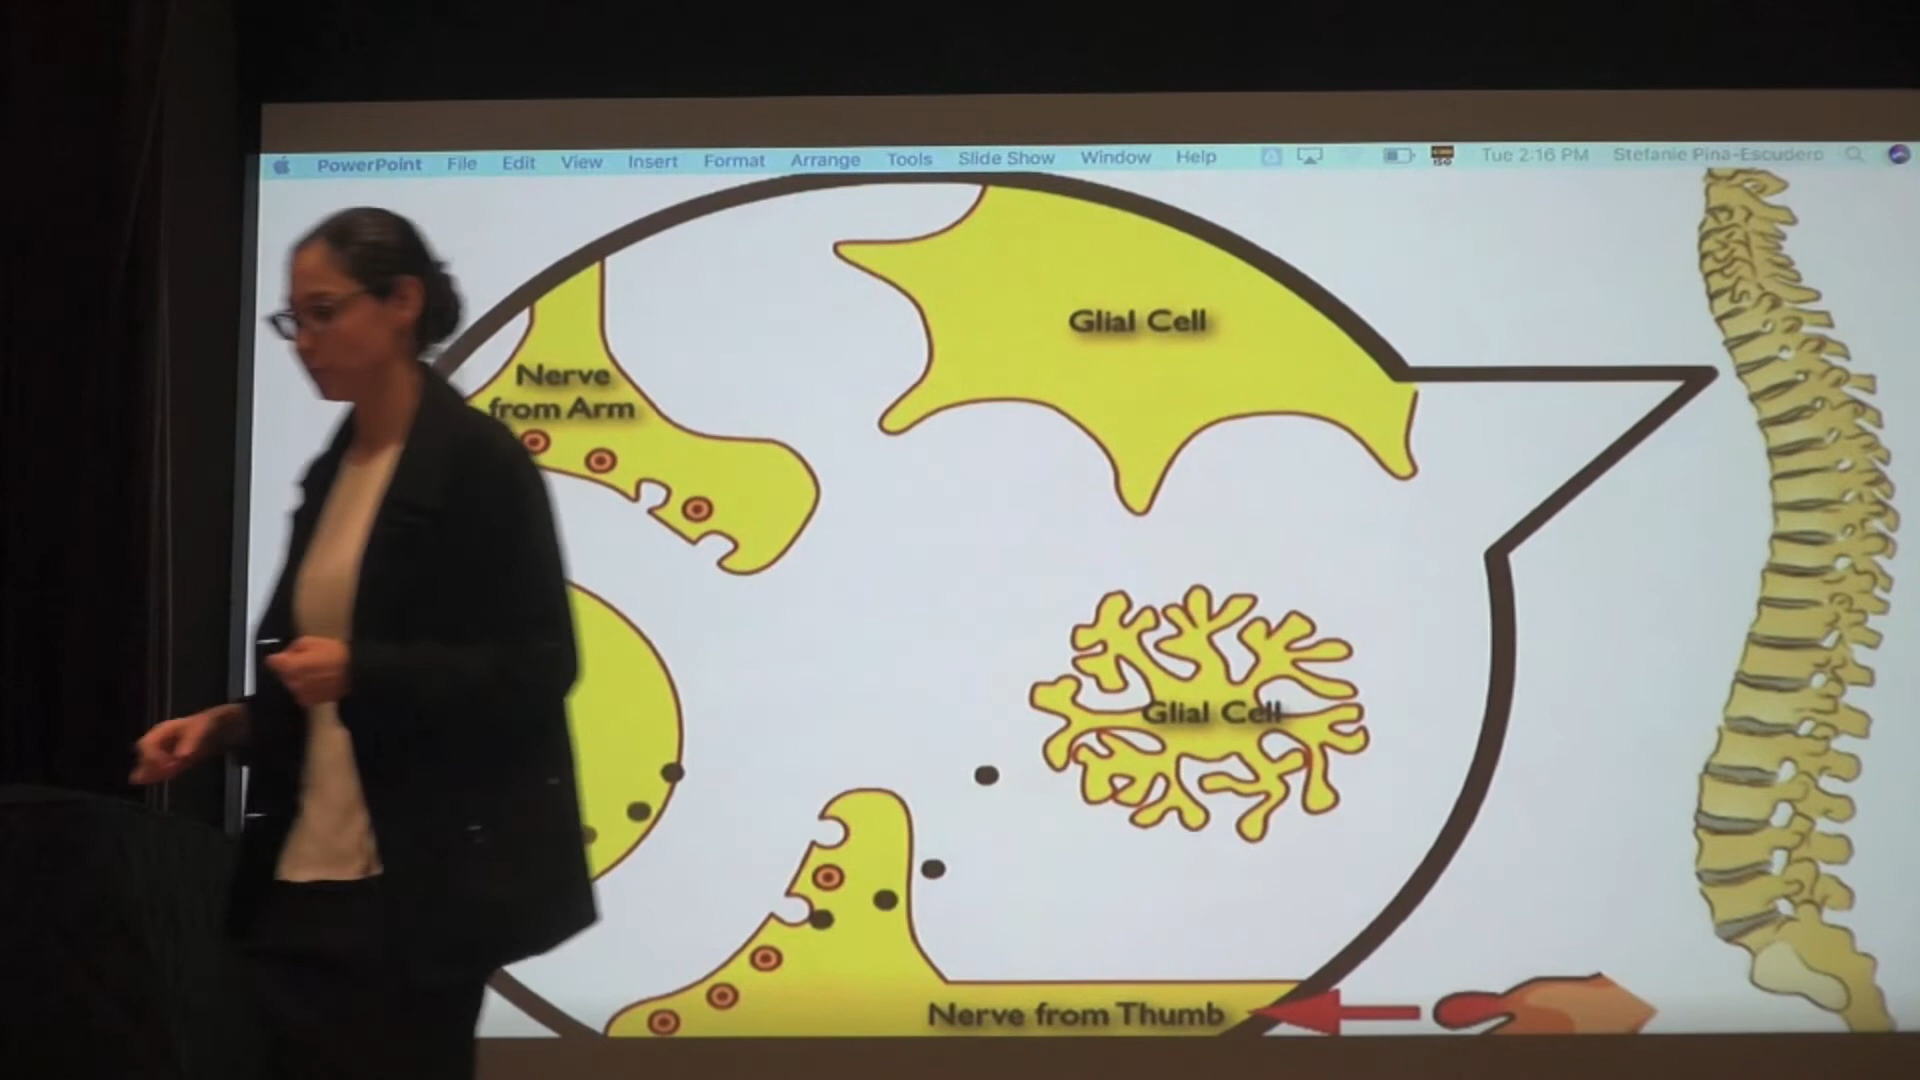 PowerPoint File Edit View Insert Format Arrange Tools Slide Show Window Help Tue 2:16 PM Stefanie Pina-Escudero
Glial Cell
Nerve
from Arm
Glial Cell
Nerve from Thumb